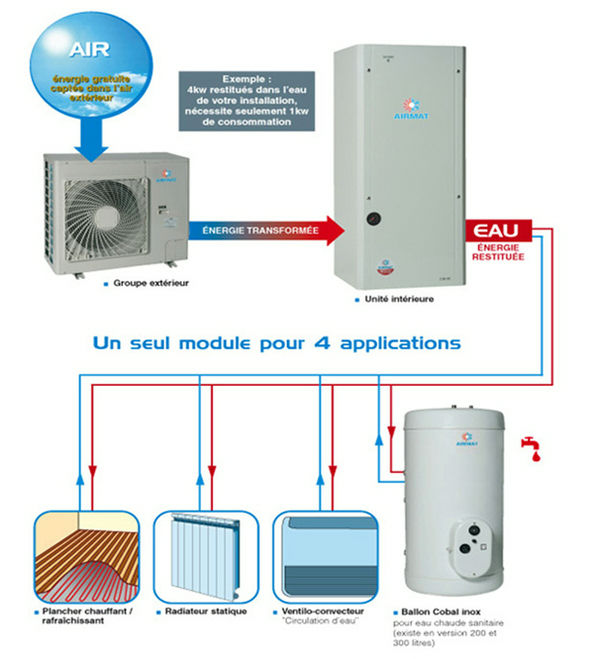 AIR
énergie gratuite
captée dans l'air
extérieur
Exemple :
4kw restitués dans l'eau
de votre installation,
nécessite seulement 1kw
de consommation
AIRMAT
AIRMAT
ÉNERGIE TRANSFORMÉE
EAU
ÉNERGIE
RESTITUÉE
Groupe extérieur
AIRMAT
Unité intérieure
Un seul module pour 4 applications
AIRMAT
Plancher chauffant /
rafraîchissant
Radiateur statique
Ventilo-convecteur
"Circulation d'eau"
Ballon Cobal inox
pour eau chaude sanitaire
(existe en version 200 et
300 litres)